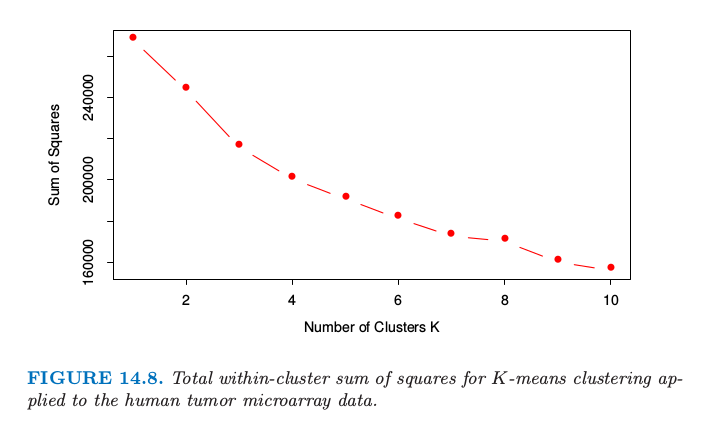 240000
200000
160000
Sum of Squares
2 4 6 8 10
Number of Clusters K
FIGURE 14.8. Total within-cluster sum of squares for K-means clustering ap-
plied to the human tumor microarray data.